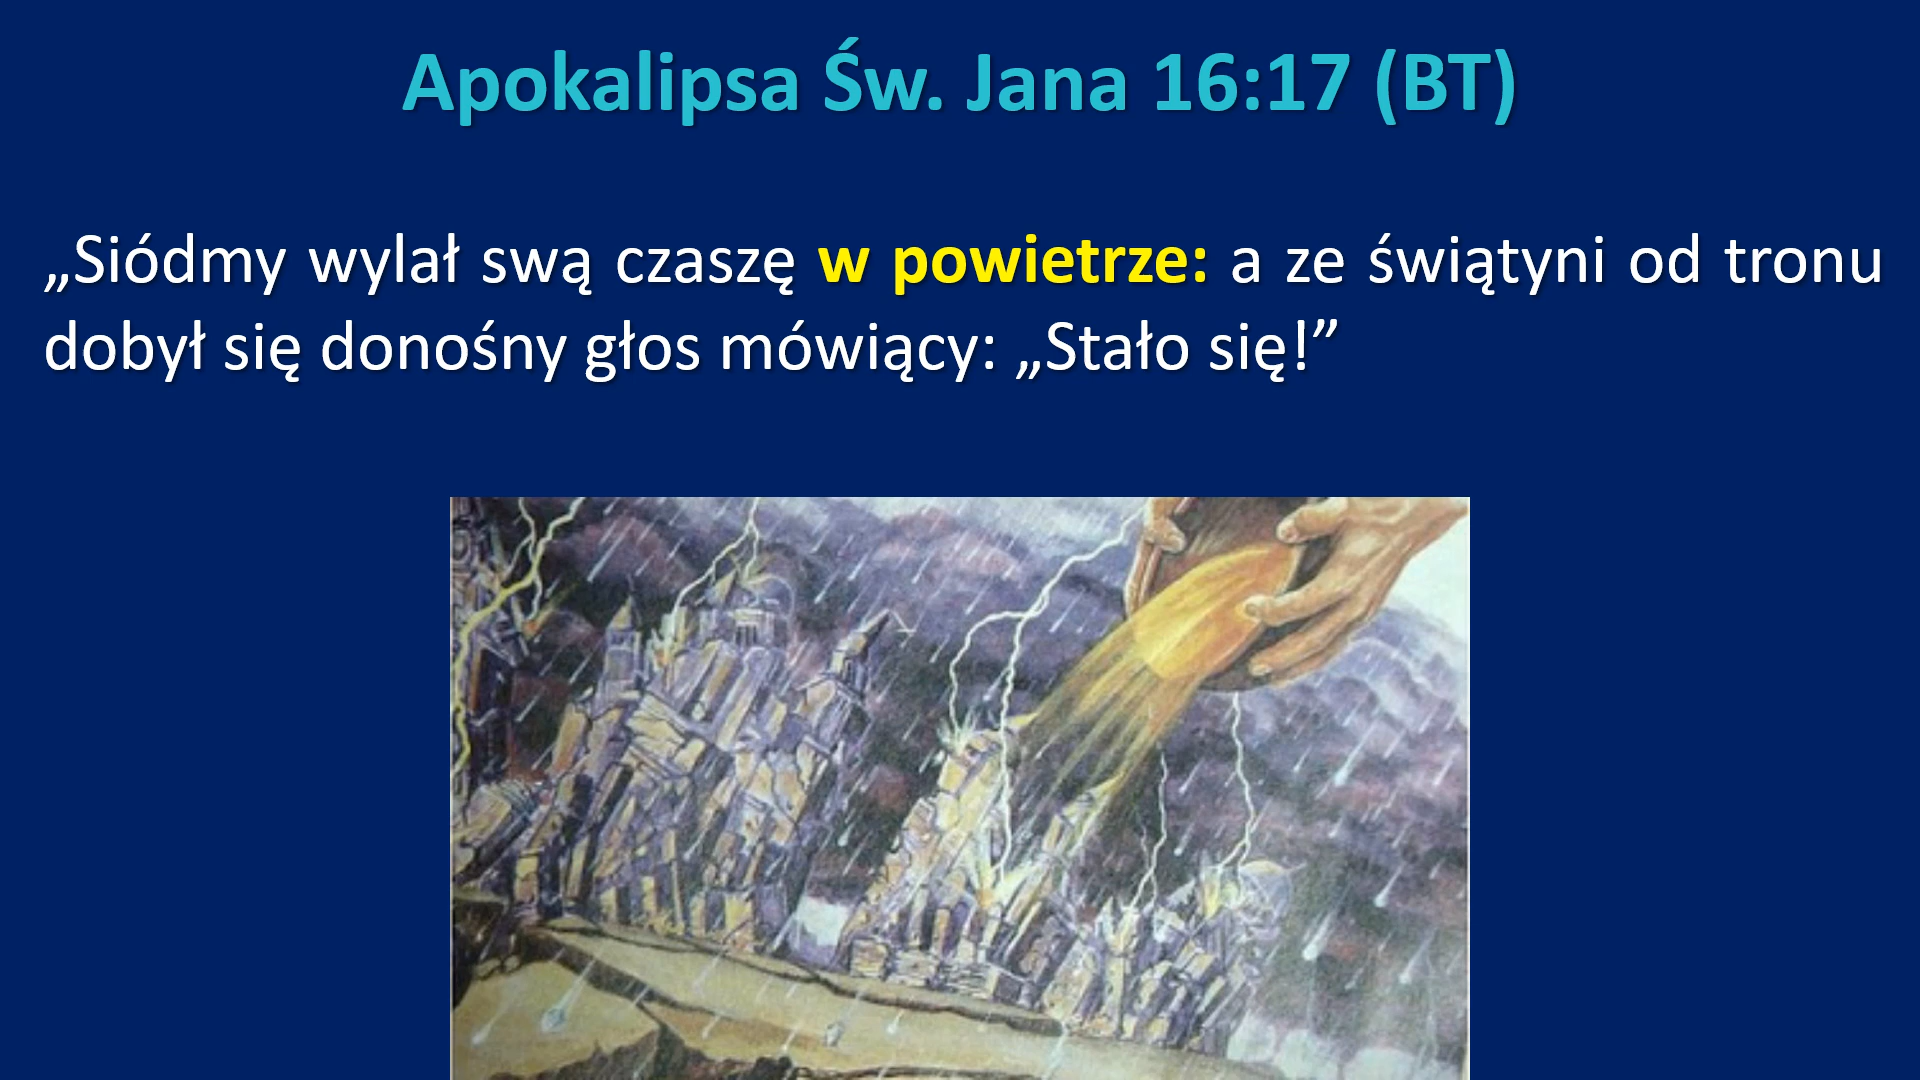 Apokalipsa Św. Jana 16:17 (BT)
„Siódmy wylał swą czaszę w powietrze: a ze świątyni od tronu
dobył się donośny głos mówiący: „Stało się!”